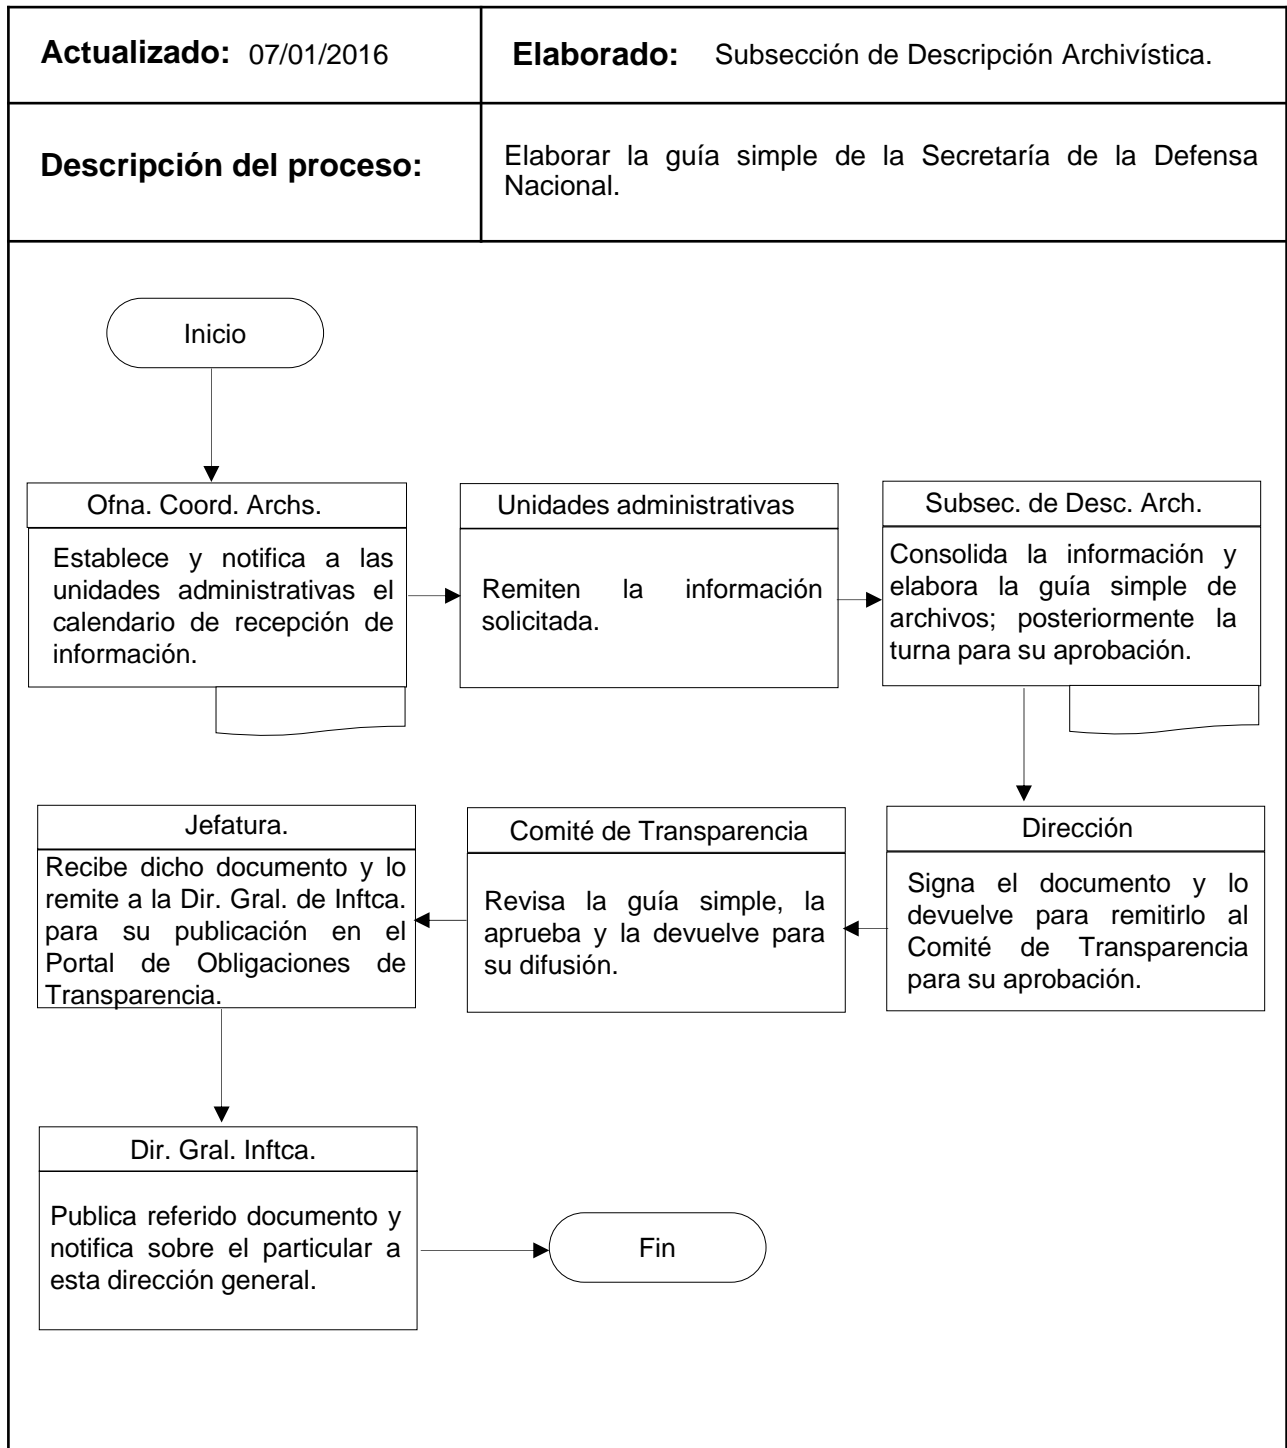 Actualizado: 07/01/2016
Elaborado: Subsección de Descripción Archivística.
Descripción del proceso:
Elaborar la guía simple de la Secretaría de la Defensa
Nacional.
Inicio
Ofna. Coord. Archs.
Establece y notifica a las
unidades administrativas el
calendario de recepción de
información.
Unidades administrativas
Remiten la información
solicitada.
Subsec. de Desc. Arch.
Consolida la información y
elabora la guía simple de
archivos; posteriormente la
turna para su aprobación.
Dirección
Signa el documento y lo
devuelve para remitirlo al
Comité de Transparencia
para su aprobación.
Comité de Transparencia
Revisa la guía simple, la
aprueba y la devuelve para
su difusión.
Jefatura.
Recibe dicho documento y lo
remite a la Dir. Gral. de Inftca.
para su publicación en el
Portal de Obligaciones de
Transparencia.
Dir. Gral. Inftca.
Publica referido documento y
notifica sobre el particular a
esta dirección general.
Fin